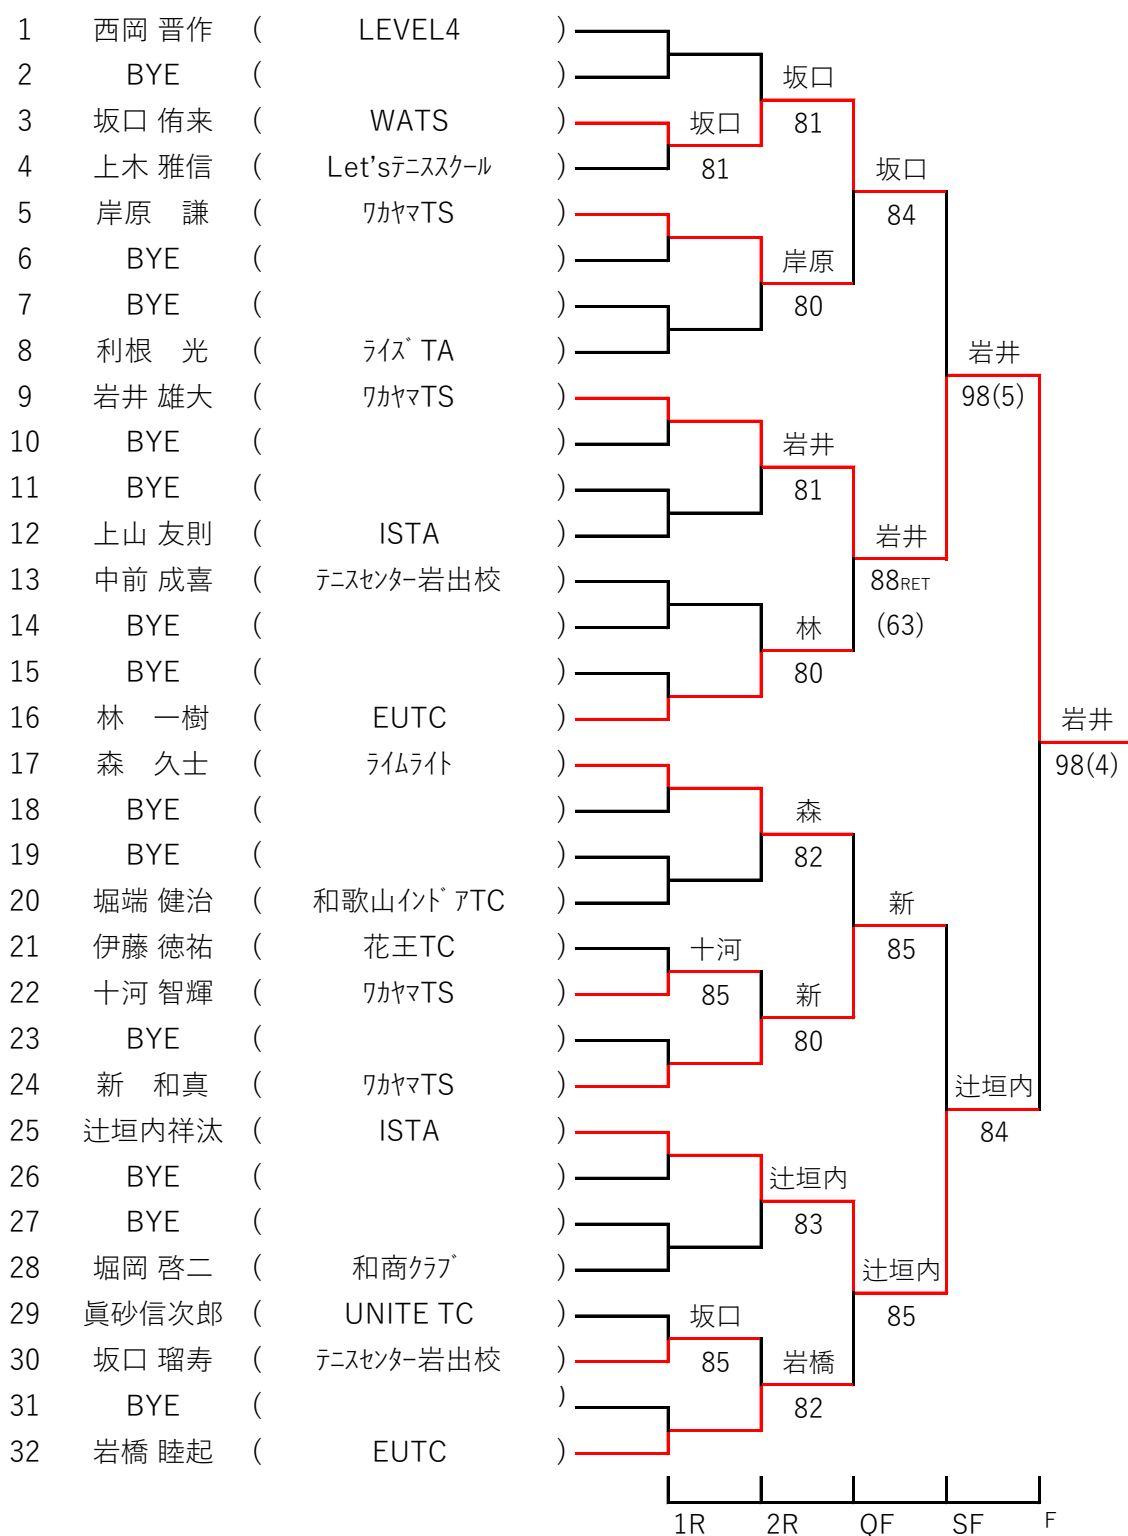 1 西岡 晋作 ( LEVEL4 )
2 BYE ( )
坂口
3 坂口 侑来 ( WATS ) 坂口 81
4 上木 雅信 ( Let'sﾃﾆｽｽｸｰﾙ ) 81 坂口
5 岸原 謙 ( ﾜｶﾔﾏTS ) 84
6 BYE ( ) 岸原
7 BYE ( ) 80
8 利根 光 ( ﾗｲｽﾞTA ) 岩井
9 岩井 雄大 ( ﾜｶﾔﾏTS ) 98(5)
10 BYE ( ) 岩井
11 BYE ( ) 81
12 上山 友則 ( ISTA ) 岩井
13 中前 成喜 ( ﾃﾆｽｾﾝﾀｰ岩出校 ) 88RET
14 BYE ( ) 林 (63)
15 BYE ( ) 80
16 林 一樹 ( EUTC ) 岩井
17 森 久士 ( ﾗｲﾑﾗｲﾄ ) 98(4)
18 BYE ( ) 森
19 BYE ( ) 82
20 堀端 健治 ( 和歌山ｲﾝﾄﾞｱTC ) 新
21 伊藤 徳祐 ( 花王TC ) 十河 85
22 十河 智輝 ( ﾜｶﾔﾏTS ) 85 新
23 BYE ( ) 80
24 新 和真 ( ﾜｶﾔﾏTS ) 辻垣内
25 辻垣内祥汰 ( ISTA ) 84
26 BYE ( ) 辻垣内
27 BYE ( ) 83
28 堀岡 啓二 ( 和商ｸﾗﾌﾞ ) 辻垣内
29 眞砂信次郎 ( UNITE TC ) 坂口 85
30 坂口 瑠寿 ( ﾃﾆｽｾﾝﾀｰ岩出校 ) 85 岩橋
31 BYE ( ) 82
32 岩橋 睦起 ( EUTC )
1R 2R QF SF F